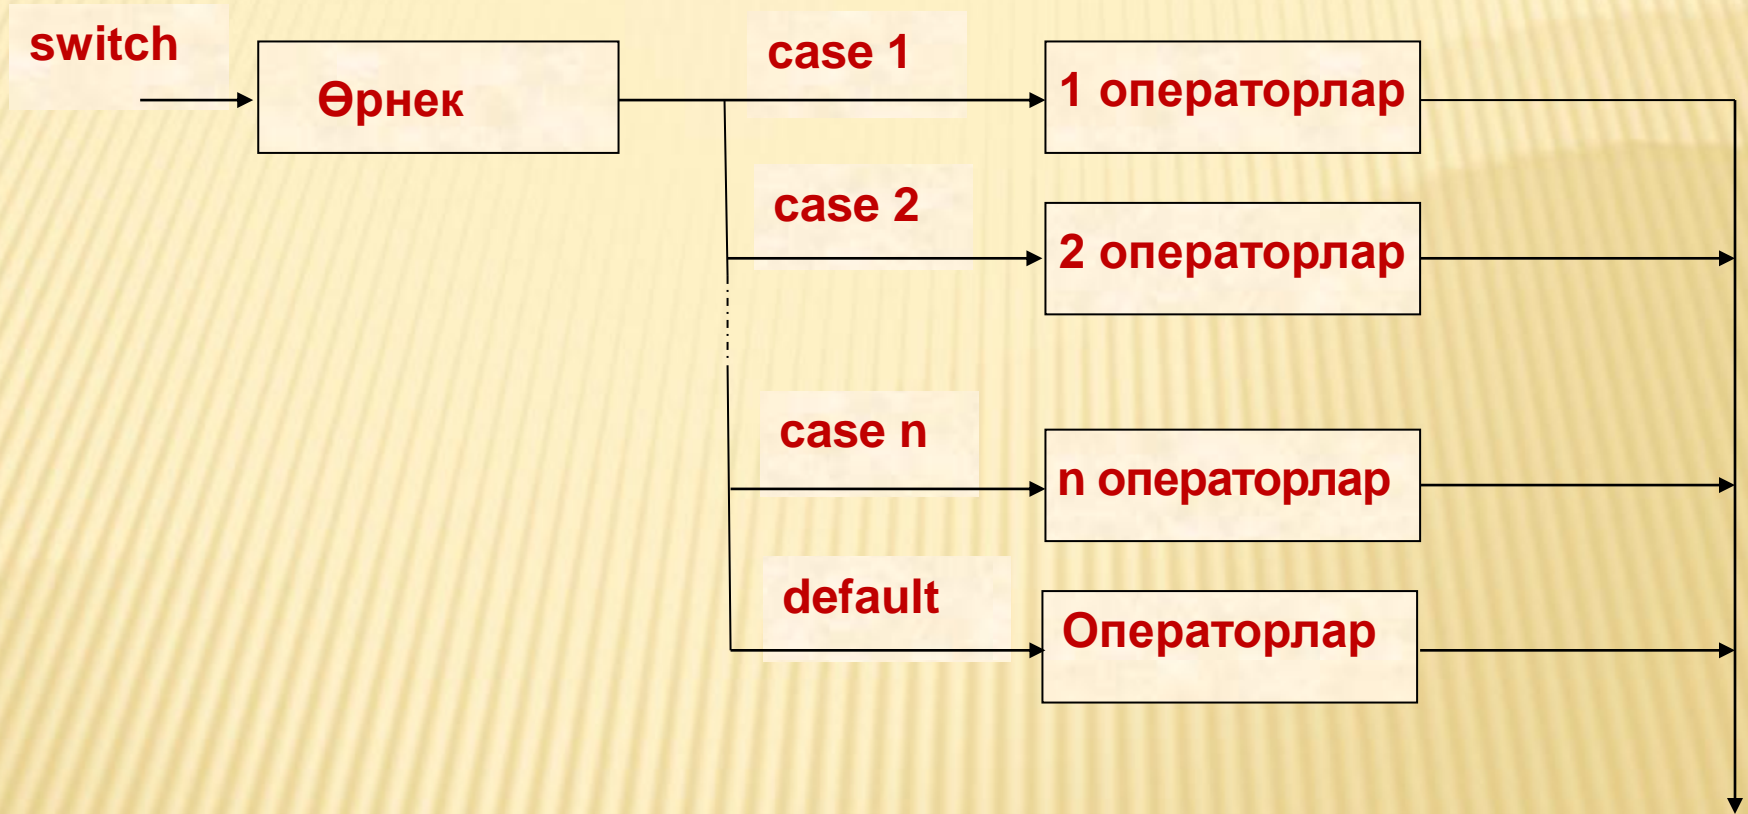 switch
Өрнек
case 1
1 операторлар
case 2
2 операторлар
case n
n операторлар
default
Операторлар